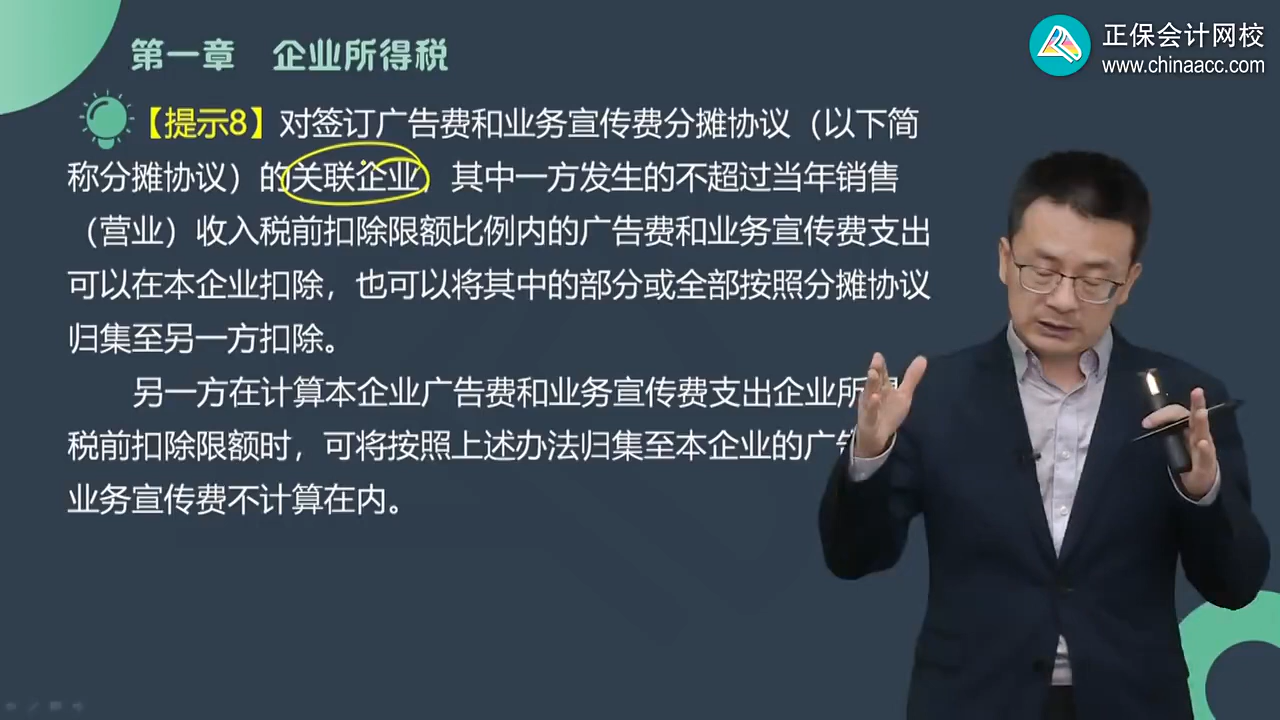 正保会计网校
www.chinaacc.com
第一章 企业所得税
【提示8】对签订广告费和业务宣传费分摊协议（以下简
称分摊协议）的关联企业，其中一方发生的不超过当年销售
（营业）收入税前扣除限额比例内的广告费和业务宣传费支出
可以在本企业扣除，也可以将其中的部分或全部按照分摊协议
归集至另一方扣除。
另一方在计算本企业广告费和业务宣传费支出企业所
税前扣除限额时，可将按照上述办法归集至本企业的广
业务宣传费不计算在内。